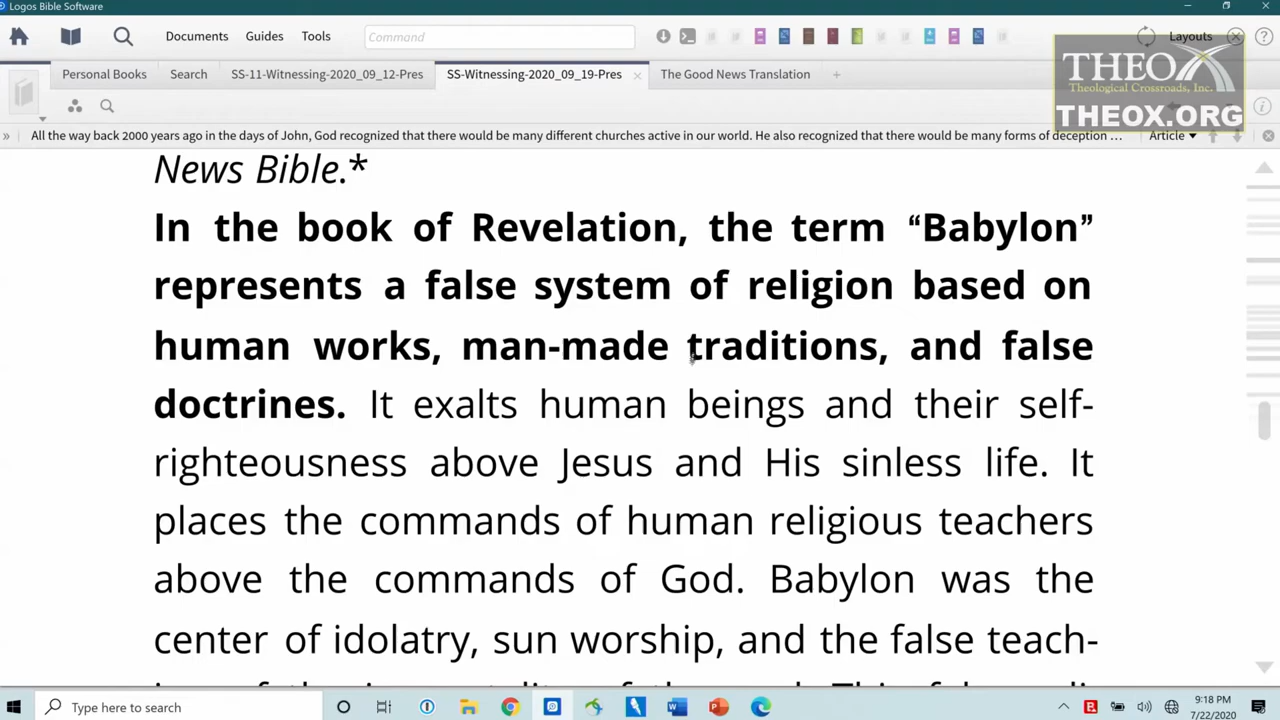 Logos Bible Software
Documents Guides Tools Command Layouts
Personal Books Search SS-11-Witnessing-2020_09_12-Pres SS-Witnessing-2020_09_19-Pres The Good News Translation
THEOX
Theological Crossroads, Inc.
THEOX.ORG
All the way back 2000 years ago in the days of John, God recognized that there would be many different churches active in our world. He also recognized that there would be many forms of deception ... Article
News Bible.*
In the book of Revelation, the term “Babylon”
represents a false system of religion based on
human works, man-made traditions, and false
doctrines. It exalts human beings and their self-
righteousness above Jesus and His sinless life. It
places the commands of human religious teachers
above the commands of God. Babylon was the
center of idolatry, sun worship, and the false teach-
Type here to search
9:18 PM
7/22/2020